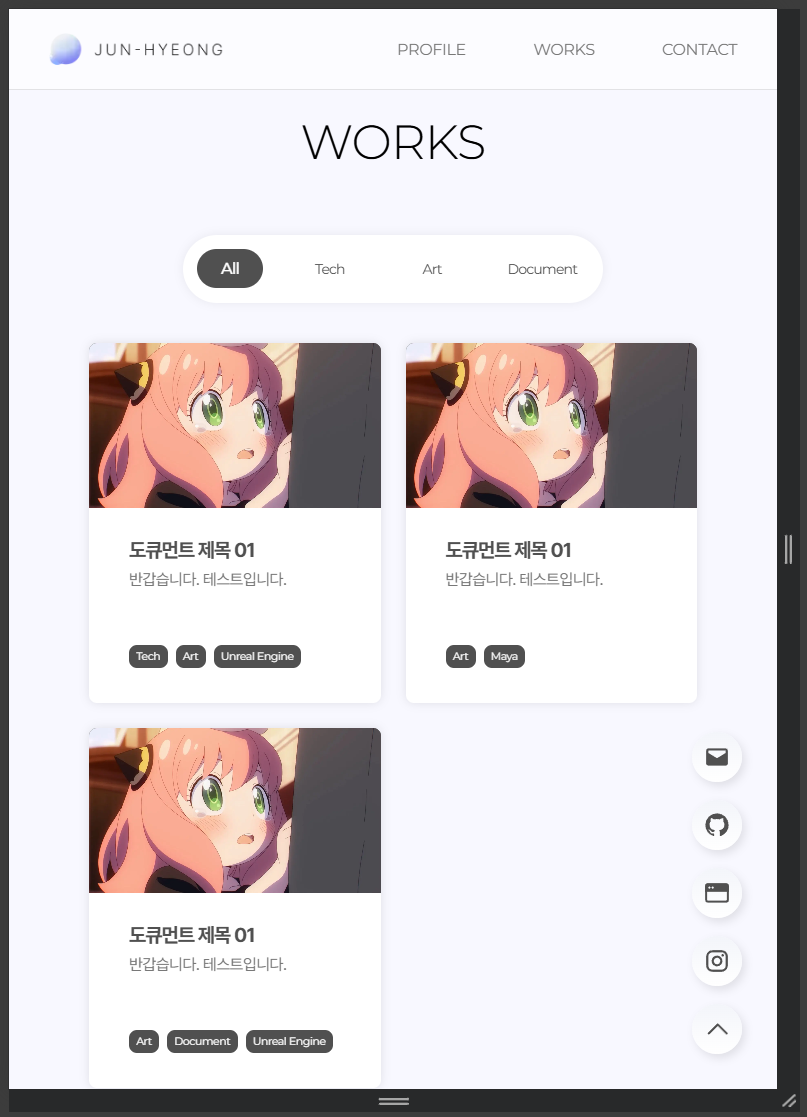 JUN-HYEONG PROFILE WORKS CONTACT
WORKS
All Tech Art Document
도큐먼트 제목 01
반갑습니다. 테스트입니다.
Tech Art Unreal Engine
도큐먼트 제목 01
반갑습니다. 테스트입니다.
Art Maya
도큐먼트 제목 01
반갑습니다. 테스트입니다.
Art Document Unreal Engine